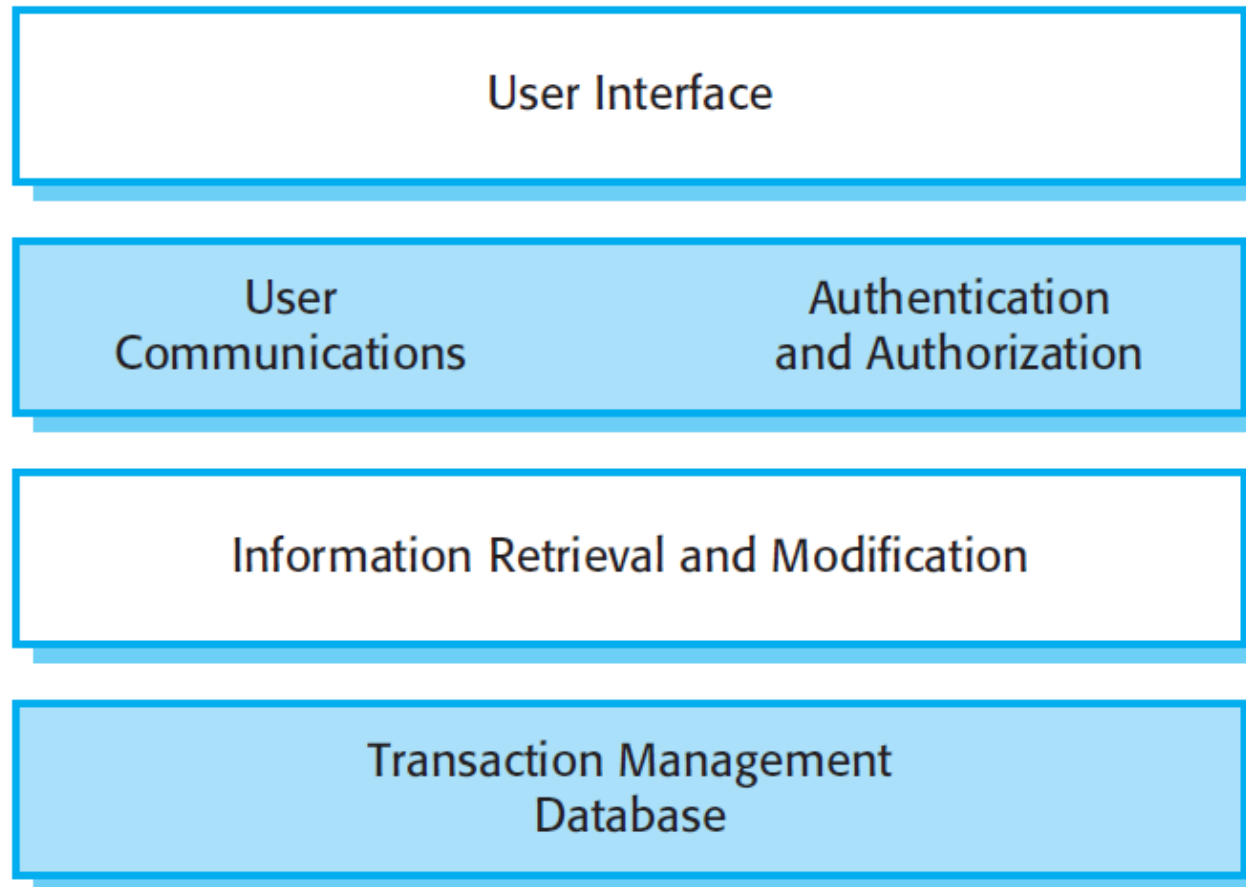 User Interface
User
Communications
Authentication
and Authorization
Information Retrieval and Modification
Transaction Management
Database